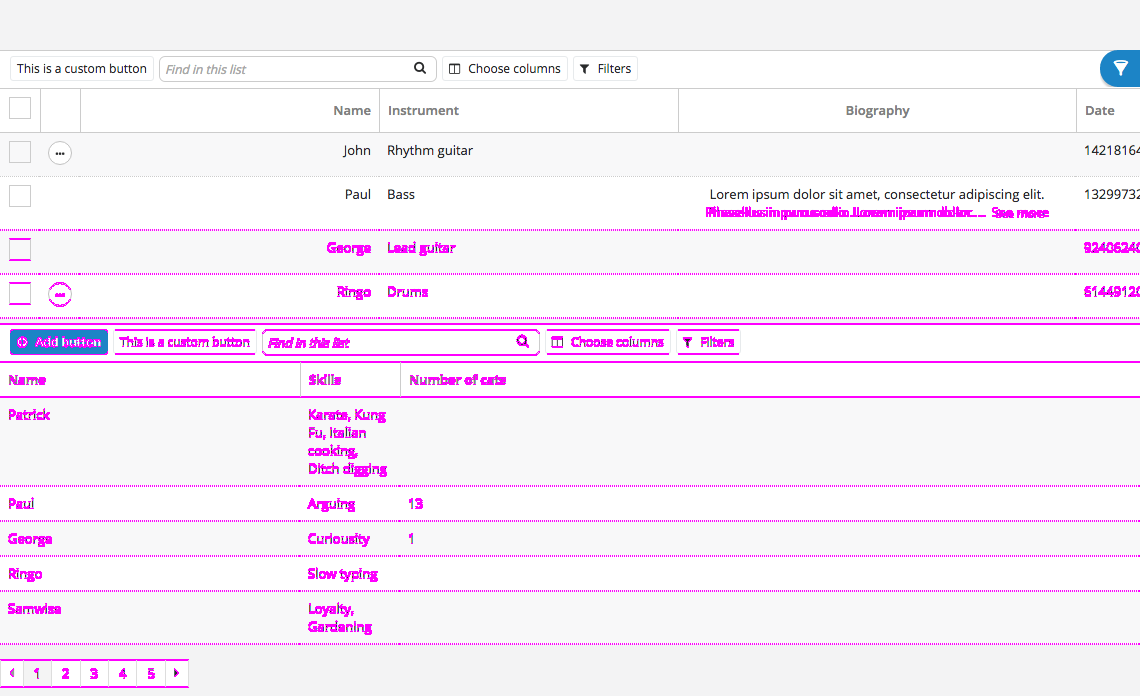 This is a custom button Find in this list Choose columns Filters
Name Instrument Biography Date
John Rhythm guitar 14218164
Paul Bass Lorem ipsum dolor sit amet, consectetur adipiscing elit. 13299732
See more
George Lead guitar 92406240
Ringo Drums 61449120
Add button This is a custom button Find in this list Choose columns Filters
Name Skills Number of cats
Patrick Karate, Kung
Fu, Italian
cooking,
Ditch digging
Paul Arguing 13
George Curiousity 1
Ringo Slow typing
Samwise Loyalty,
Gardening
1 2 3 4 5